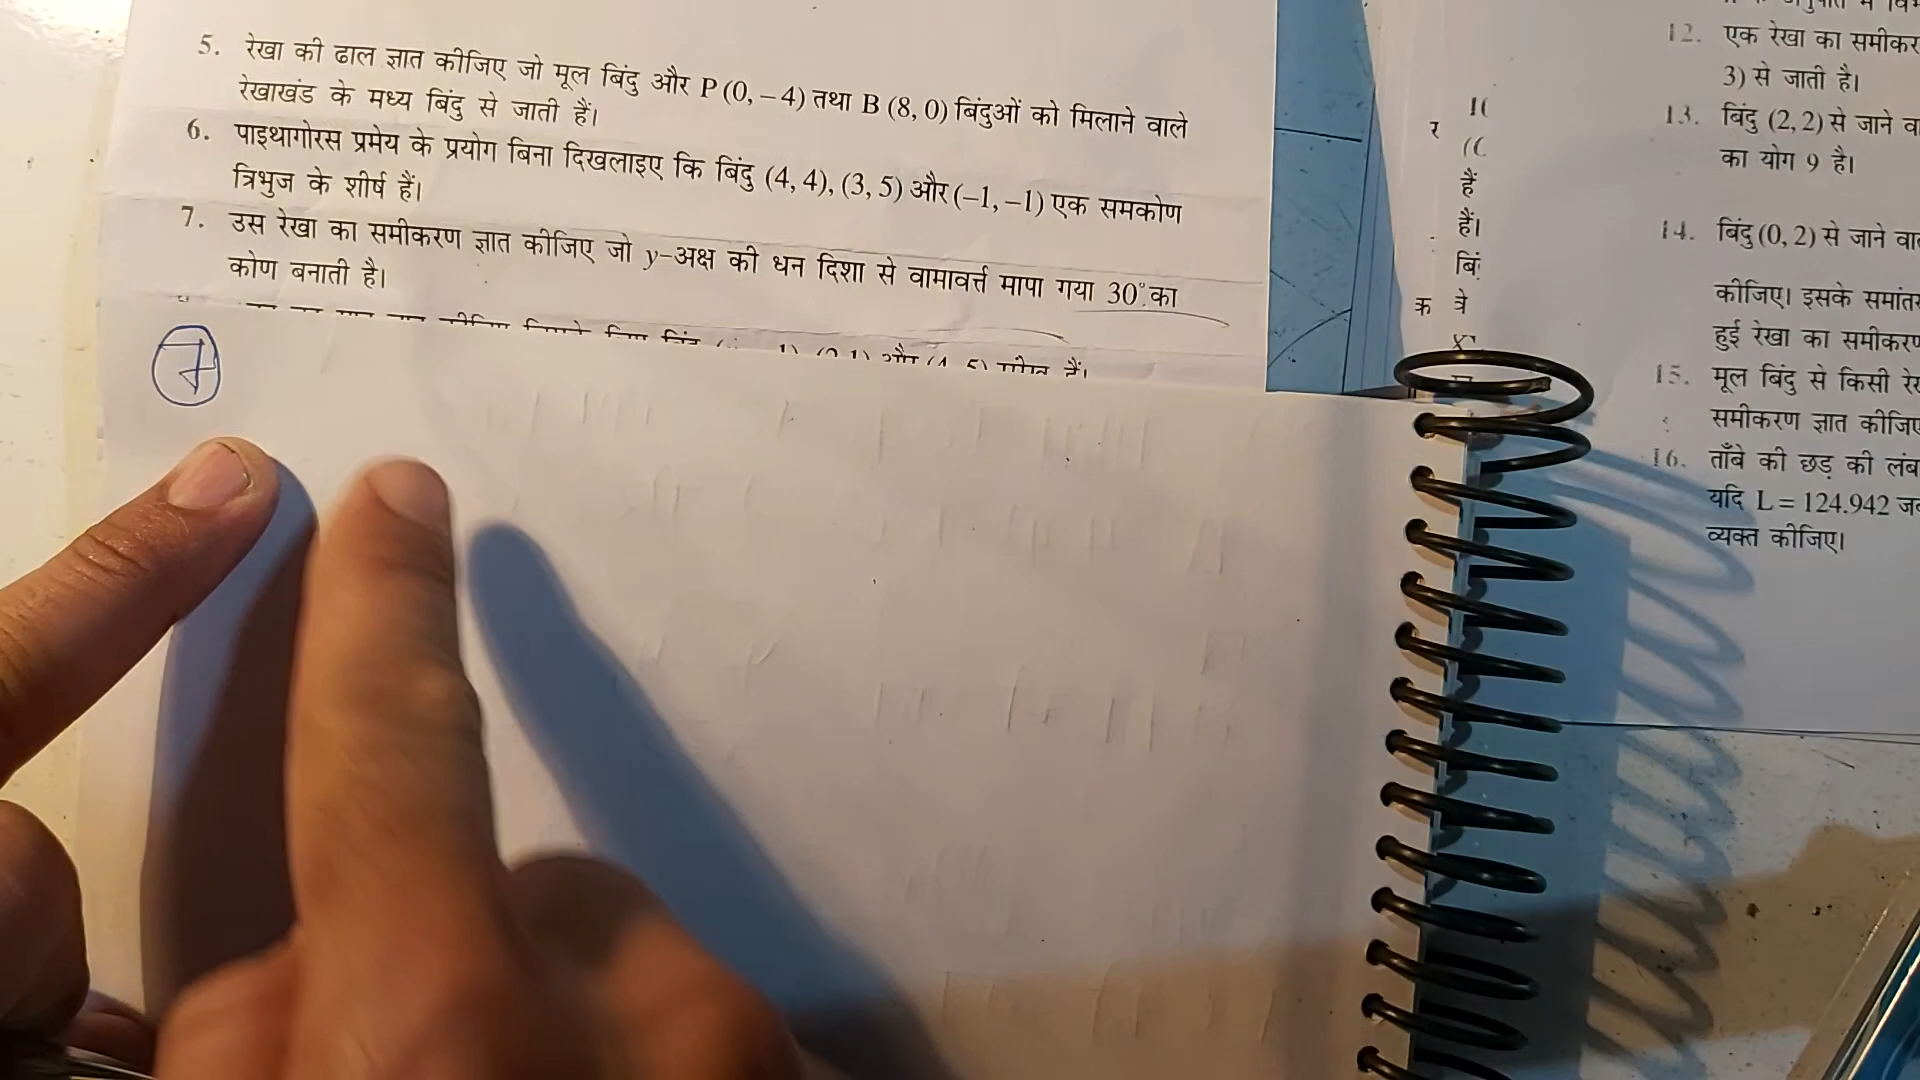 5. रेखा की ढाल ज्ञात कीजिए जो मूल बिंदु और P (0, – 4) तथा B (8, 0) बिंदुओं को मिलाने वाले
रेखाखंड के मध्य बिंदु से जाती हैं।
6. पाइथागोरस प्रमेय के प्रयोग बिना दिखलाइए कि बिंदु (4, 4), (3, 5) और (–1, –1) एक समकोण
त्रिभुज के शीर्ष हैं।
7. उस रेखा का समीकरण ज्ञात कीजिए जो y-अक्ष की धन दिशा से वामावर्त्त मापा गया 30° का
कोण बनाती है।
7
12. एक रेखा का समीकर
3) से जाती है।
13. बिंदु (2, 2) से जाने वा
का योग 9 है।
14. बिंदु (0, 2) से जाने वाल
कीजिए। इसके समांतर
हुई रेखा का समीकरण
15. मूल बिंदु से किसी रे
समीकरण ज्ञात कीजिए
16. ताँबे की छड़ की लंब
यदि L = 124.942 ज
व्यक्त कीजिए।